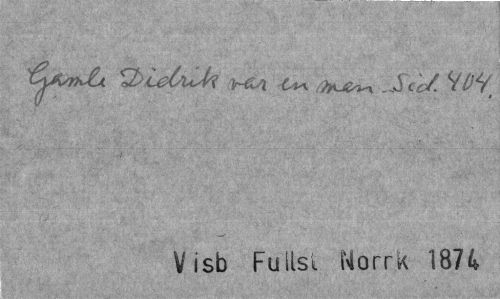 Gamle Didrik var en man Sid. 404.
Visb Fullst Norrk 1874